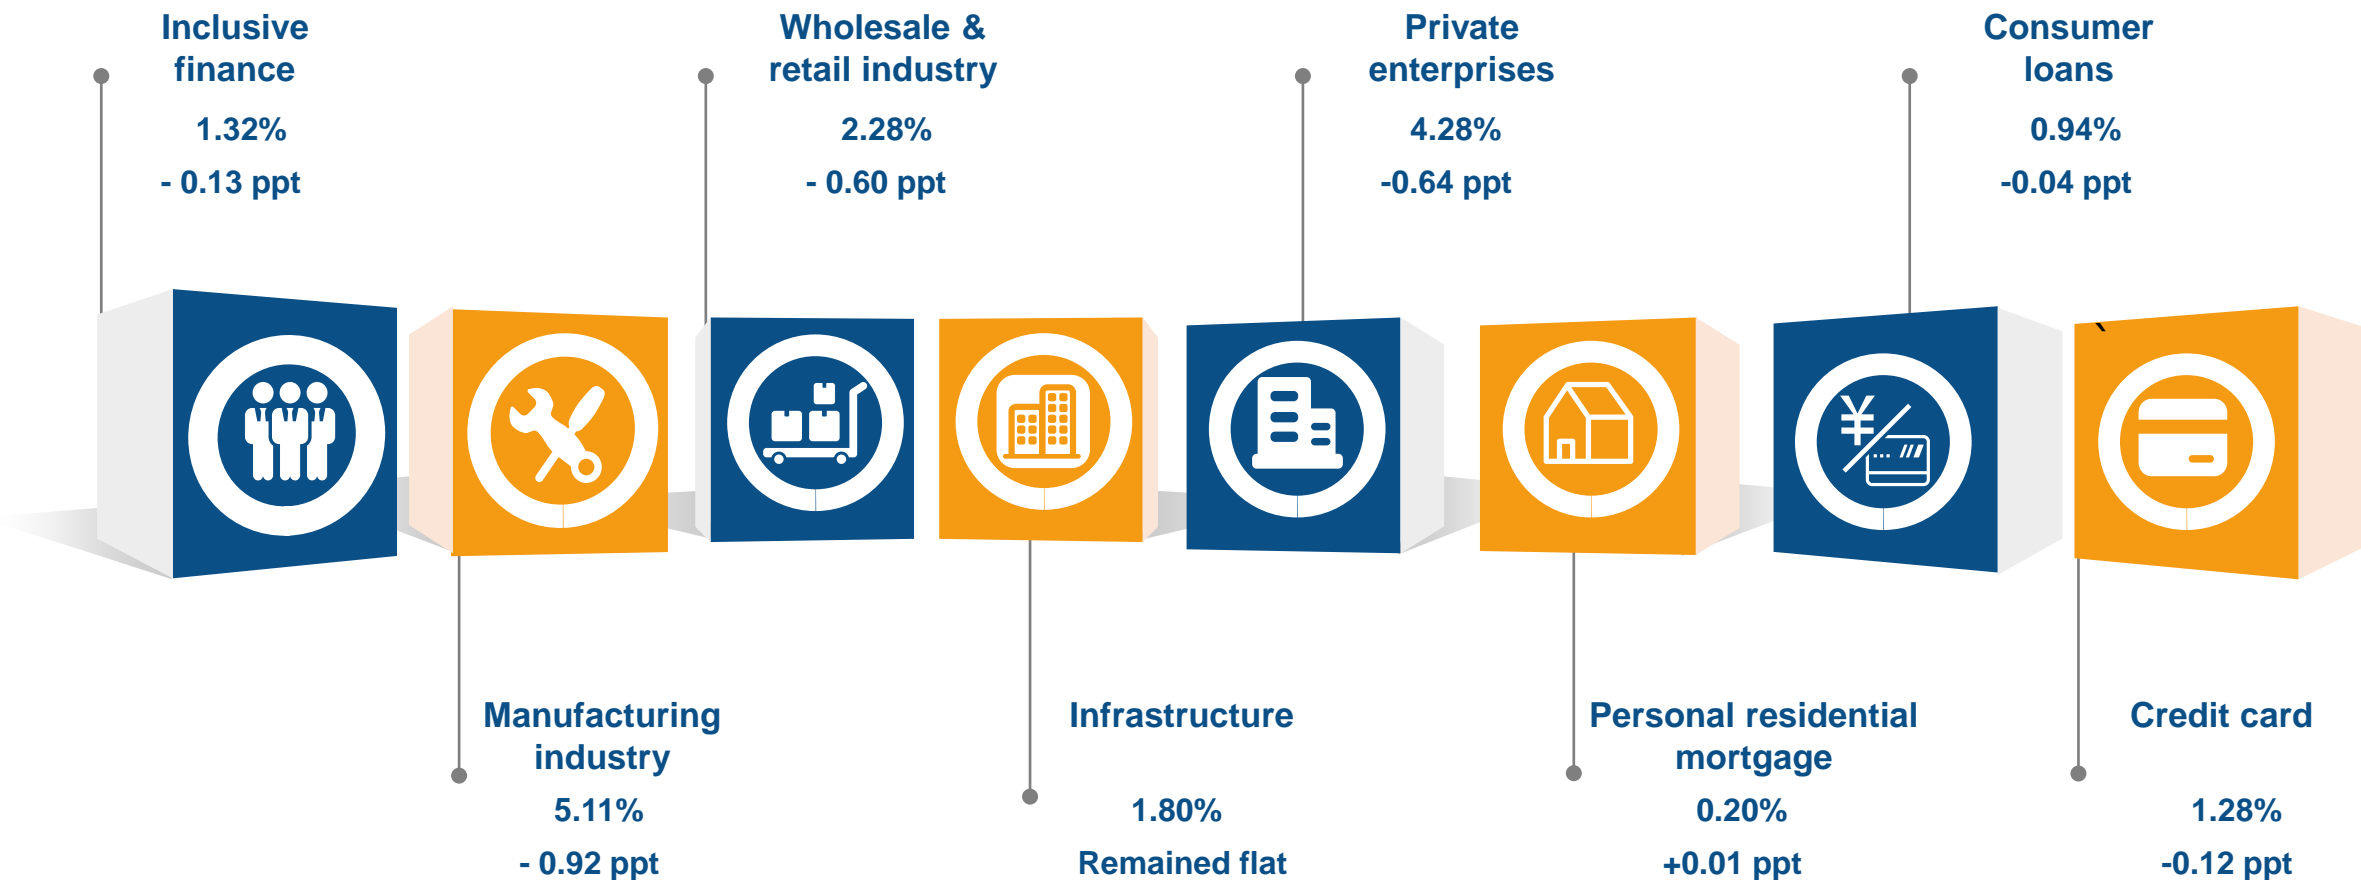 Inclusive
finance
1.32%
- 0.13 ppt
Wholesale &
retail industry
2.28%
- 0.60 ppt
Private
enterprises
4.28%
-0.64 ppt
Consumer
loans
0.94%
-0.04 ppt
¥
Manufacturing
industry
5.11%
- 0.92 ppt
Infrastructure
1.80%
Remained flat
Personal residential
mortgage
0.20%
+0.01 ppt
Credit card
1.28%
-0.12 ppt